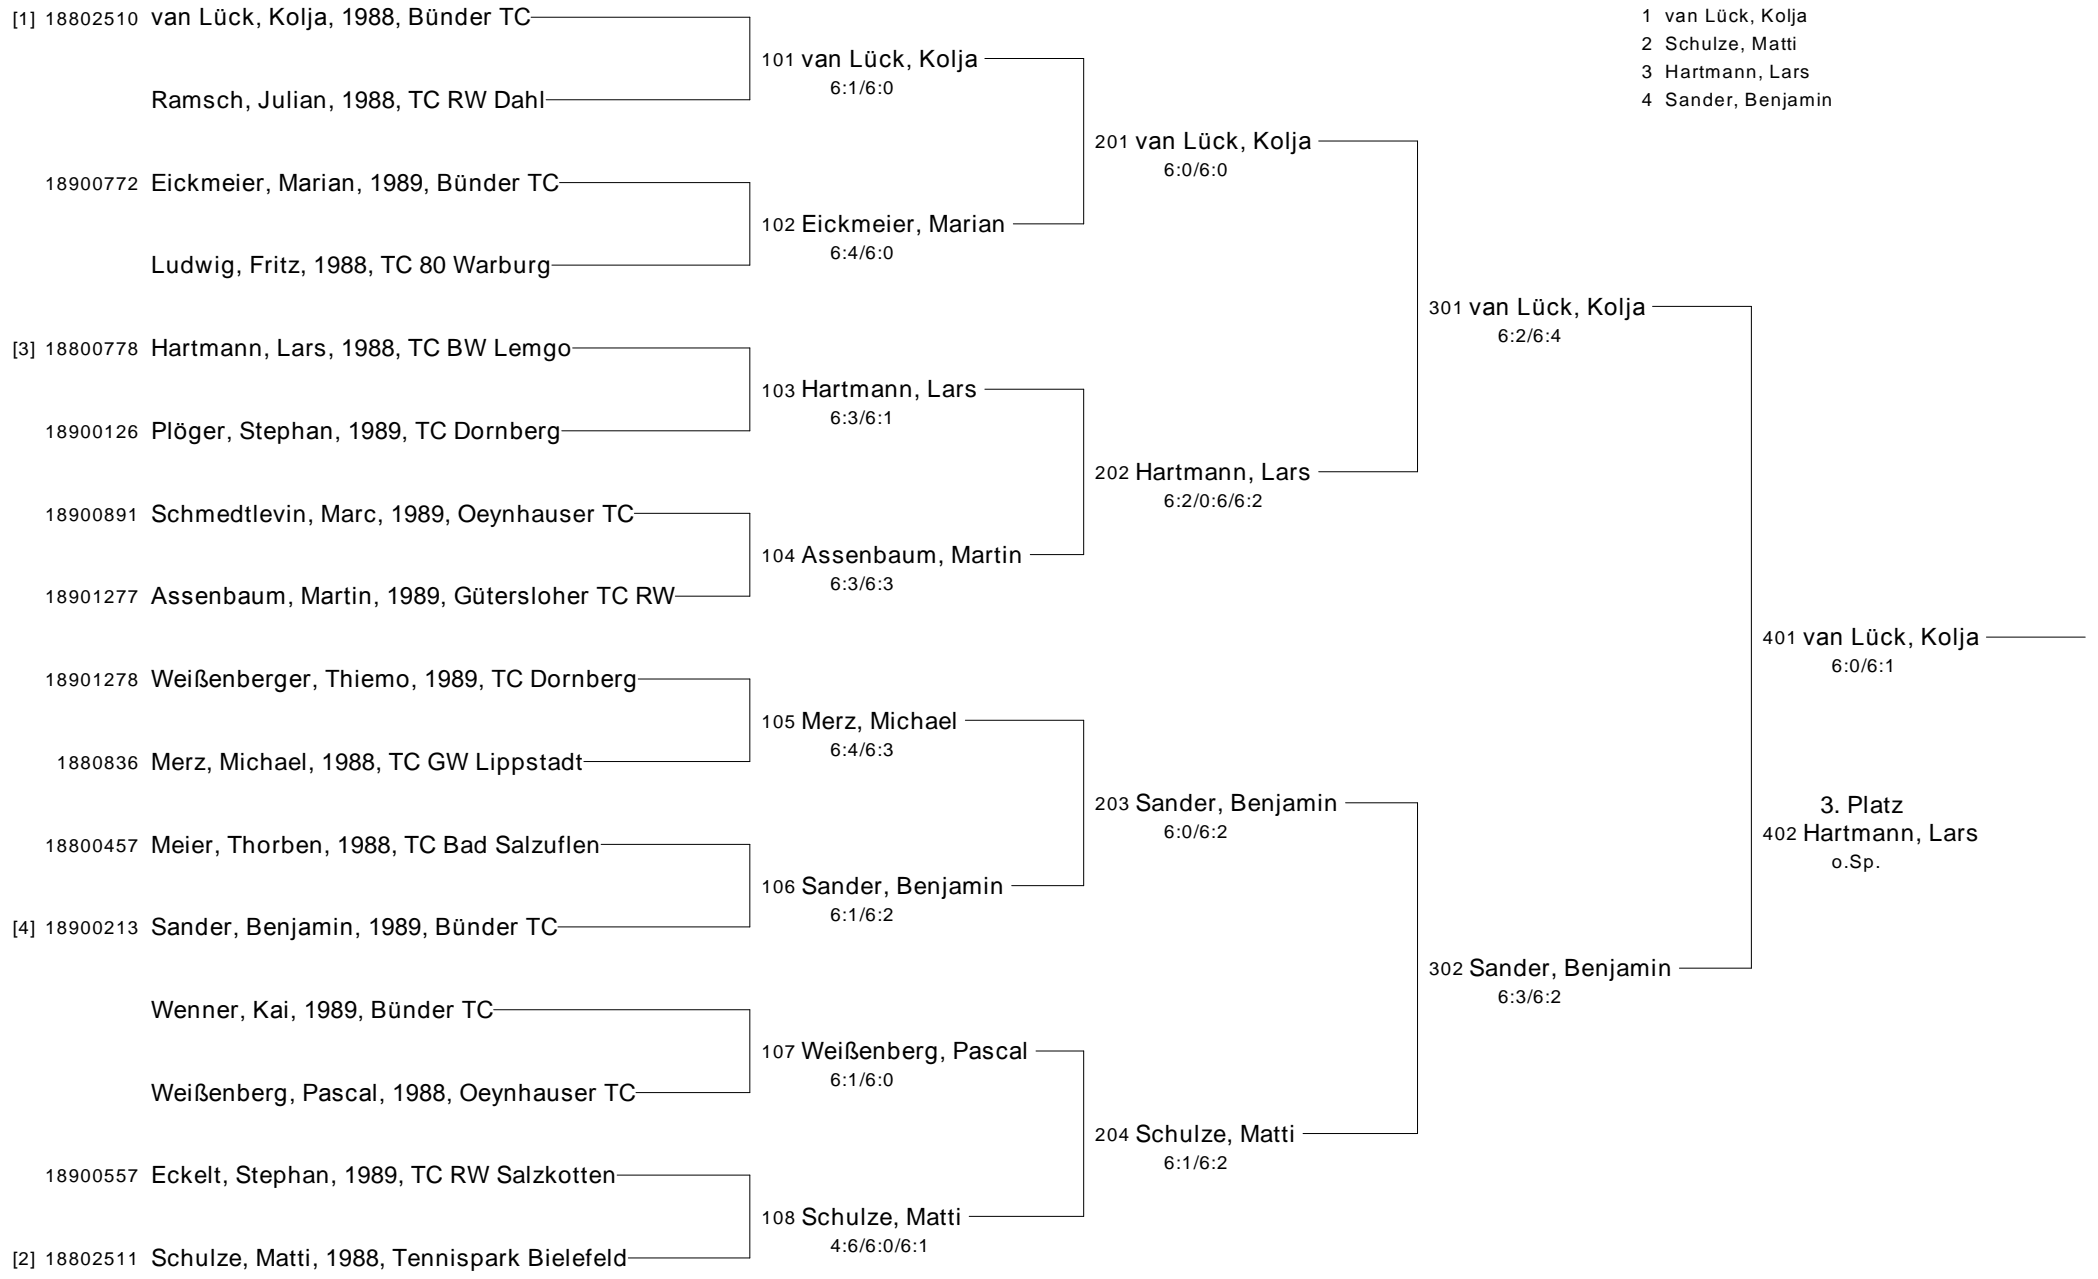 [1] 18802510 van Lück, Kolja, 1988, Bünder TC
Ramsch, Julian, 1988, TC RW Dahl
18900772 Eickmeier, Marian, 1989, Bünder TC
Ludwig, Fritz, 1988, TC 80 Warburg
[3] 18800778 Hartmann, Lars, 1988, TC BW Lemgo
18900126 Plöger, Stephan, 1989, TC Dornberg
18900891 Schmedtlevin, Marc, 1989, Oeynhauser TC
18901277 Assenbaum, Martin, 1989, Gütersloher TC RW
18901278 Weißenberger, Thiemo, 1989, TC Dornberg
1880836 Merz, Michael, 1988, TC GW Lippstadt
18800457 Meier, Thorben, 1988, TC Bad Salzuflen
[4] 18900213 Sander, Benjamin, 1989, Bünder TC
Wenner, Kai, 1989, Bünder TC
Weißenberg, Pascal, 1988, Oeynhauser TC
18900557 Eckelt, Stephan, 1989, TC RW Salzkotten
[2] 18802511 Schulze, Matti, 1988, Tennispark Bielefeld
101 van Lück, Kolja
6:1/6:0
102 Eickmeier, Marian
6:4/6:0
103 Hartmann, Lars
6:3/6:1
104 Assenbaum, Martin
6:3/6:3
105 Merz, Michael
6:4/6:3
106 Sander, Benjamin
6:1/6:2
107 Weißenberg, Pascal
6:1/6:0
108 Schulze, Matti
4:6/6:0/6:1
201 van Lück, Kolja
6:0/6:0
202 Hartmann, Lars
6:2/0:6/6:2
203 Sander, Benjamin
6:0/6:2
204 Schulze, Matti
6:1/6:2
301 van Lück, Kolja
6:2/6:4
302 Sander, Benjamin
6:3/6:2
401 van Lück, Kolja
6:0/6:1
3. Platz
402 Hartmann, Lars
o.Sp.
1 van Lück, Kolja
2 Schulze, Matti
3 Hartmann, Lars
4 Sander, Benjamin